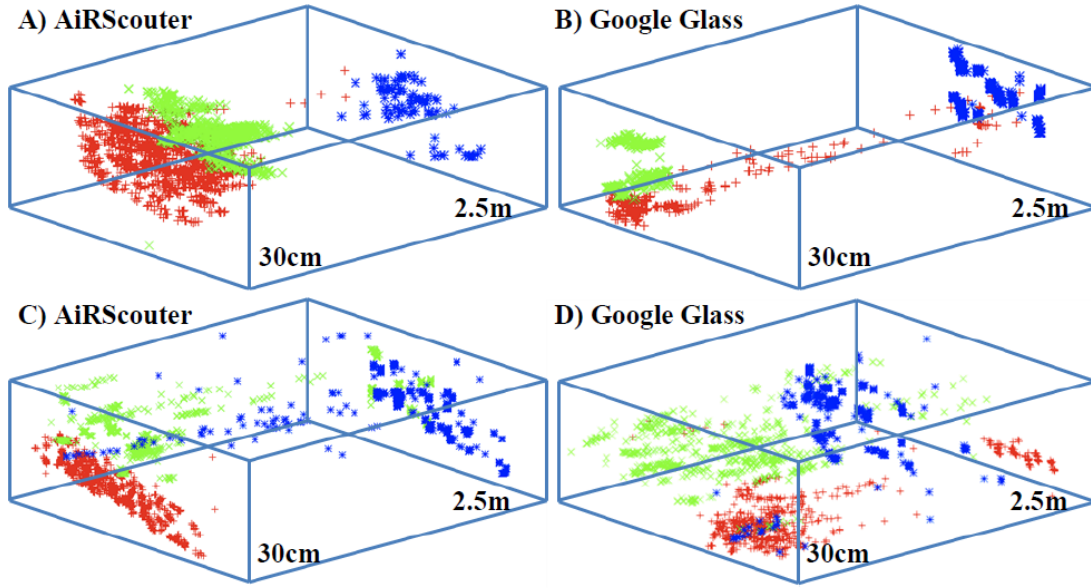 A) AiRScouter
B) Google Glass
2.5m
2.5m
30cm
30cm
C) AiRScouter
D) Google Glass
2.5m
2.5m
30cm
30cm